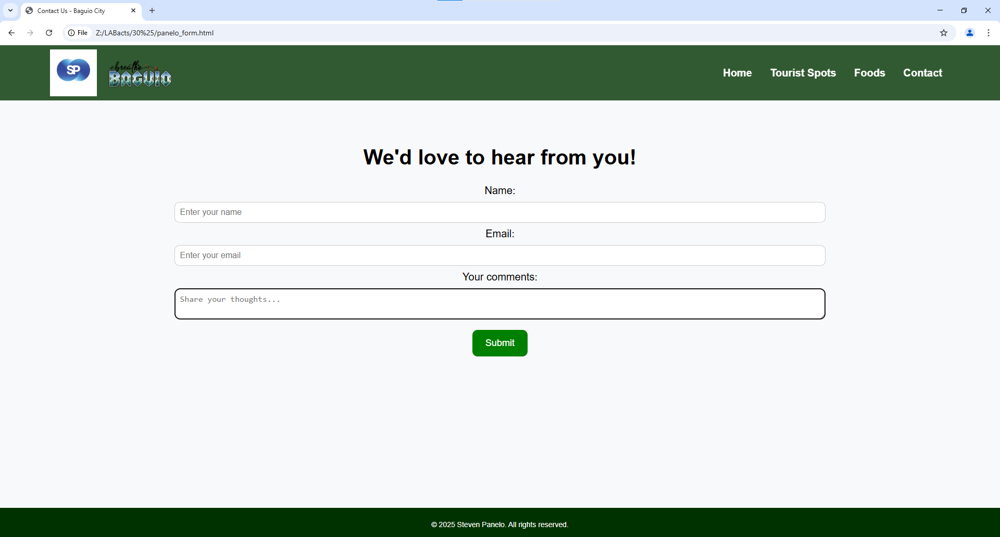 Contact Us - Baguio City
File Z:/LABacts/30%25/panelo_form.html
SP
#breathe
BAGUIO
Home Tourist Spots Foods Contact
We'd love to hear from you!
Name:
Enter your name
Email:
Enter your email
Your comments:
Share your thoughts...
Submit
© 2025 Steven Panelo. All rights reserved.